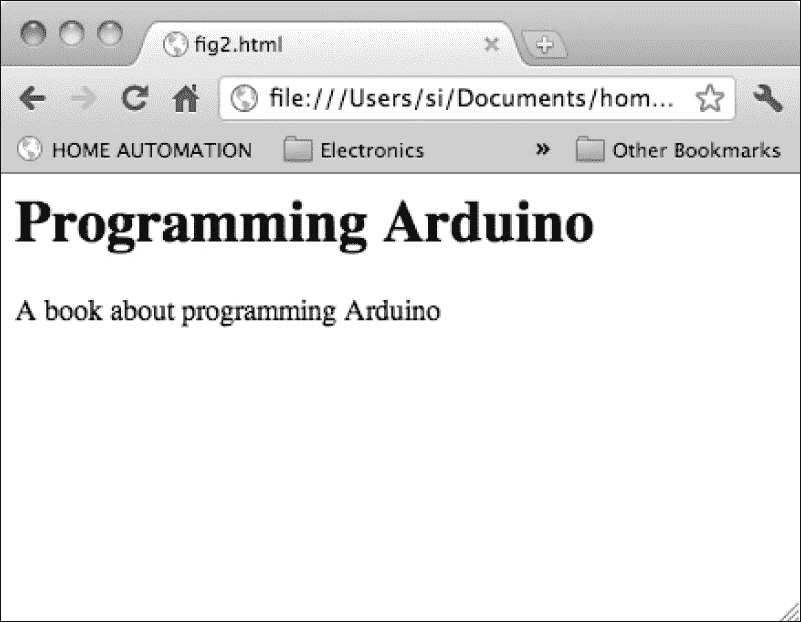 fig2.html
file:///Users/si/Documents/hom...
HOME AUTOMATION Electronics » Other Bookmarks
Programming Arduino
A book about programming Arduino